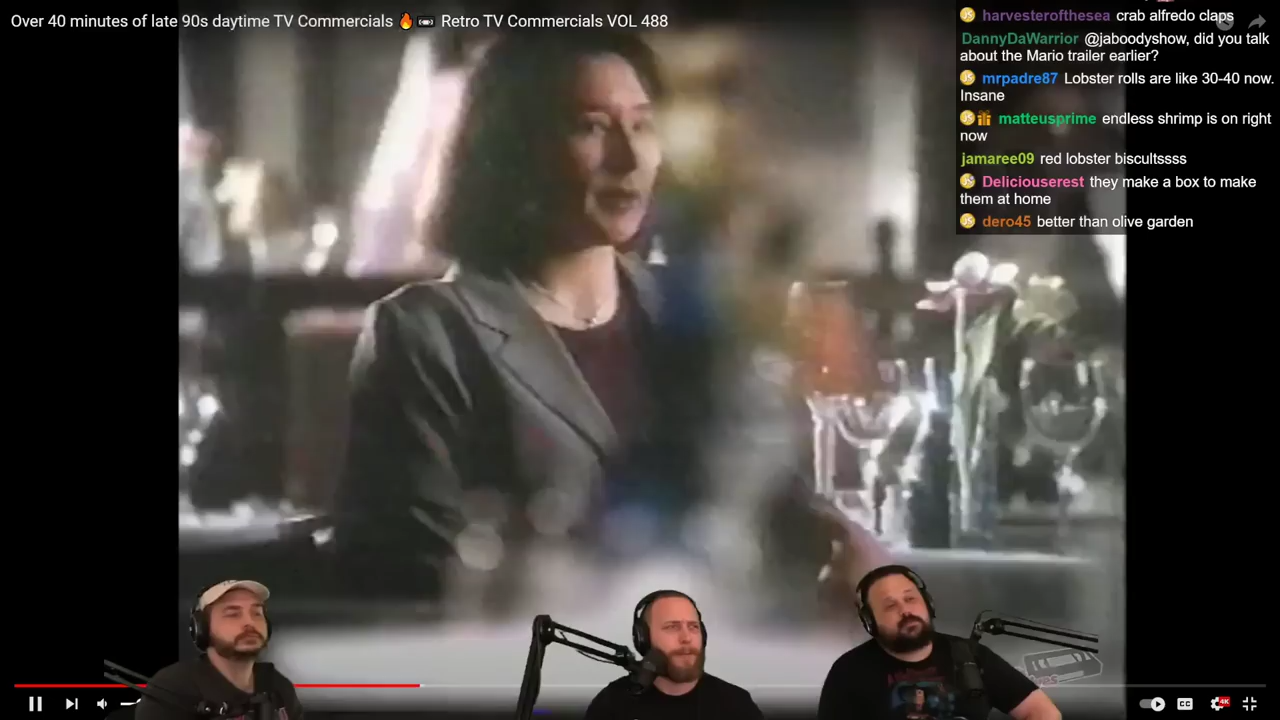 Over 40 minutes of late 90s daytime TV Commercials 🔥📼 Retro TV Commercials VOL 488
harvesterofthesea crab alfredo claps
DannyDaWarrior @jaboodyshow, did you talk
about the Mario trailer earlier?
mrpadre87 Lobster rolls are like 30-40 now.
Insane
matteusprime endless shrimp is on right
now
jamaree09 red lobster biscultssss
Deliciouserest they make a box to make
them at home
dero45 better than olive garden
CC
4K